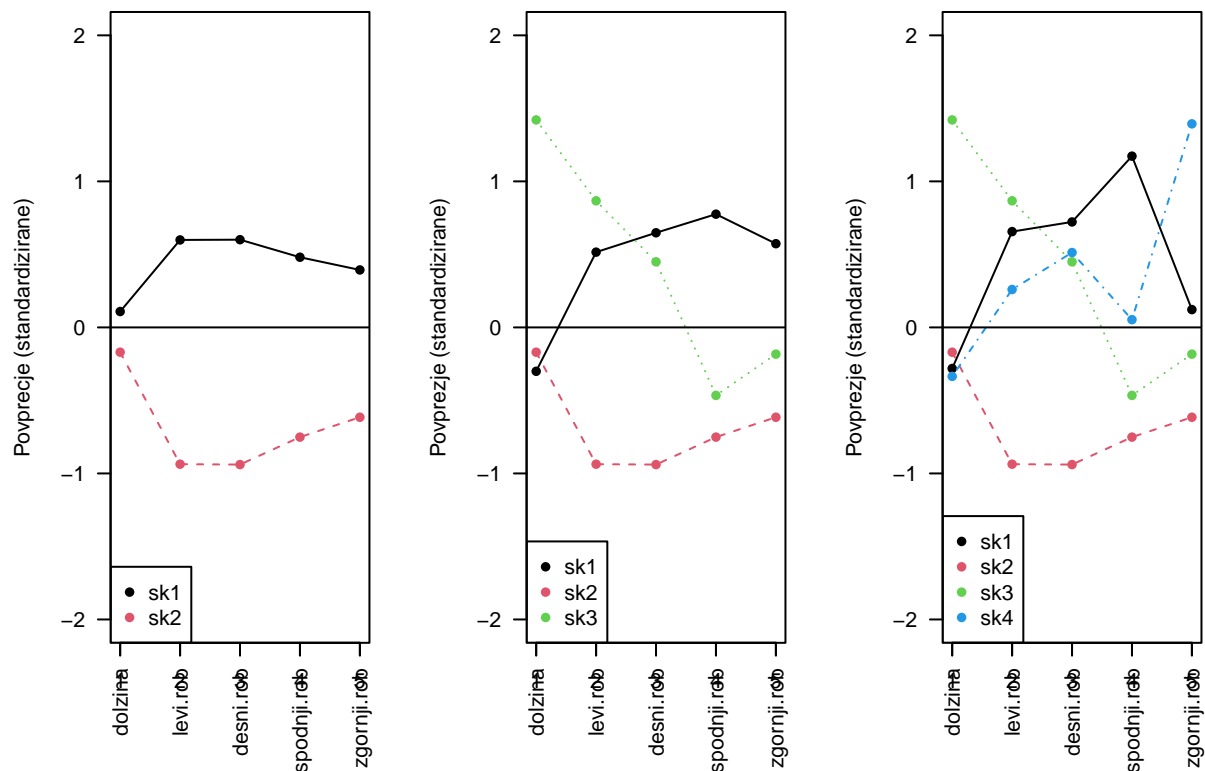 Povprecje (standardizirane)
2
1
0
−1
−2
sk1
sk2
dolzina
levi.rob
desni.rob
spodnji.rob
zgornji.rob
Povprezje (standardizirane)
2
1
0
−1
−2
sk1
sk2
sk3
dolzina
levi.rob
desni.rob
spodnji.rob
zgornji.rob
Povprezje (standardizirane)
2
1
0
−1
−2
sk1
sk2
sk3
sk4
dolzina
levi.rob
desni.rob
spodnji.rob
zgornji.rob